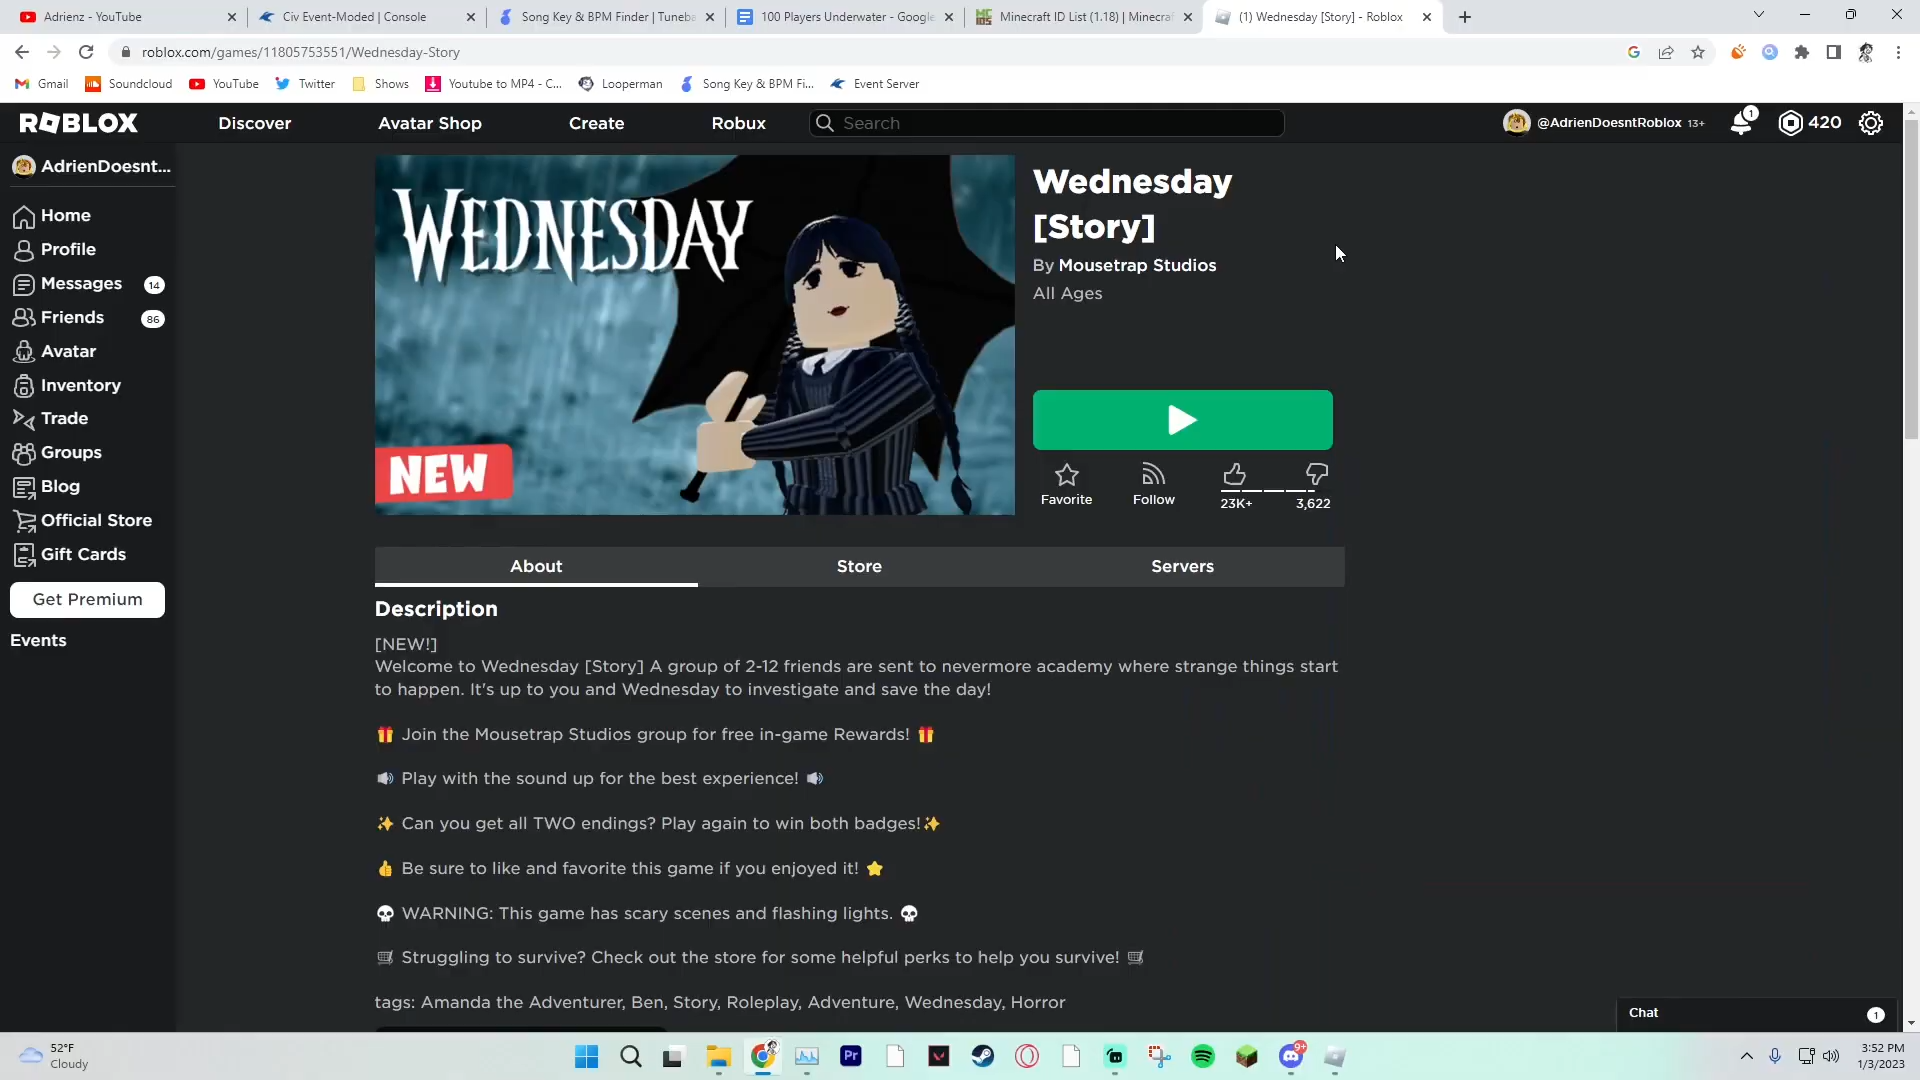 Adrienz - YouTube
Civ Event-Moded | Console
Song Key & BPM Finder | Tuneba
100 Players Underwater - Google
Minecraft ID List (1.18) | Minecraf
(1) Wednesday [Story] - Roblox
roblox.com/games/11805753551/Wednesday-Story
Gmail
Soundcloud
YouTube
Twitter
Shows
Youtube to MP4 - C...
Looperman
Song Key & BPM Fi...
Event Server
ROBLOX
Discover
Avatar Shop
Create
Robux
Search
@AdrienDoesntRoblox 13+
1
420
AdrienDoesnt...
Home
Profile
Messages 14
Friends 86
Avatar
Inventory
Trade
Groups
Blog
Official Store
Gift Cards
Get Premium
Events
WEDNESDAY
NEW
Wednesday
[Story]
By Mousetrap Studios
All Ages
Favorite
Follow
23K+
3,622
About
Store
Servers
Description
[NEW!]
Welcome to Wednesday [Story] A group of 2-12 friends are sent to nevermore academy where strange things start
to happen. It's up to you and Wednesday to investigate and save the day!
🎁 Join the Mousetrap Studios group for free in-game Rewards! 🎁
🔊 Play with the sound up for the best experience! 🔊
✨ Can you get all TWO endings? Play again to win both badges!✨
👍 Be sure to like and favorite this game if you enjoyed it! ⭐
💀 WARNING: This game has scary scenes and flashing lights. 💀
🛒 Struggling to survive? Check out the store for some helpful perks to help you survive! 🛒
tags: Amanda the Adventurer, Ben, Story, Roleplay, Adventure, Wednesday, Horror
Chat
1
52°F
Cloudy
Pr
9+
3:52 PM
1/3/2023